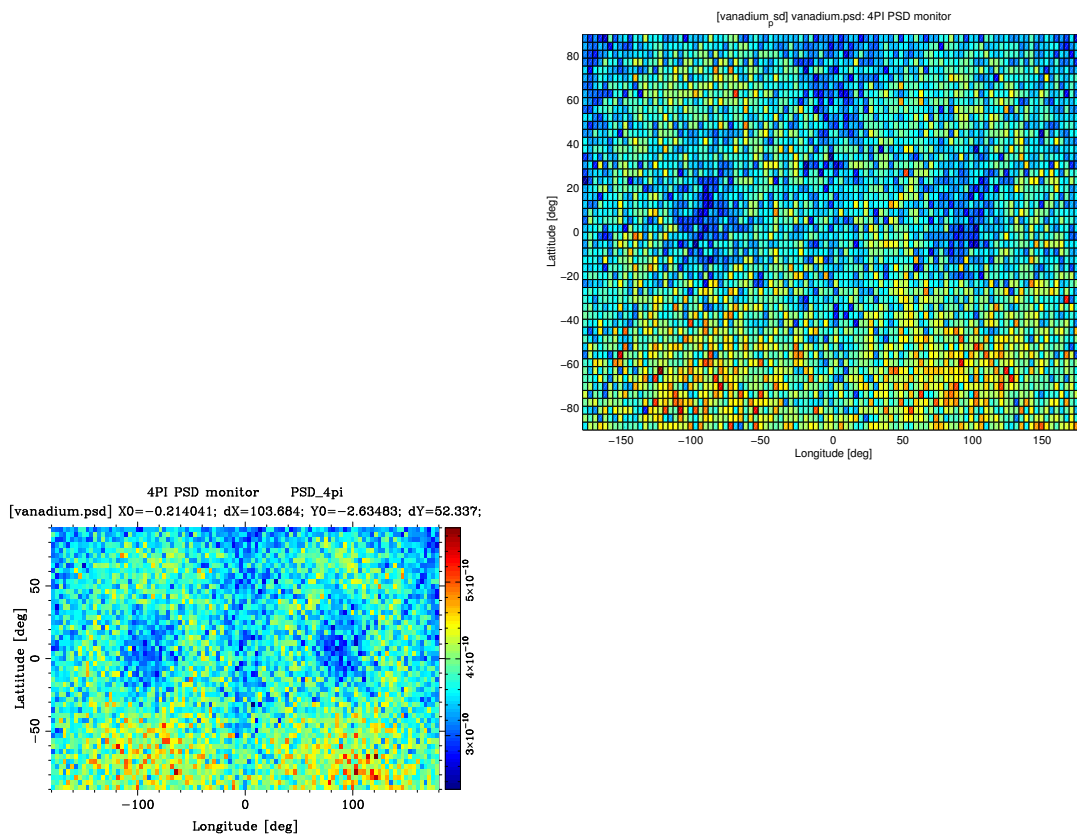 [vanadium_psd] vanadium.psd: 4PI PSD monitor
80
60
40
20
0
−20
−40
−60
−80
Lattitude [deg]
−150 −100 −50 0 50 100 150
Longitude [deg]
4PI PSD monitor PSD_4pi
[vanadium.psd] X0=−0.214041; dX=103.684; Y0=−2.63483; dY=52.337;
50
0
−50
Lattitude [deg]
−100 0 100
Longitude [deg]
5×10⁻¹⁰
4×10⁻¹⁰
3×10⁻¹⁰